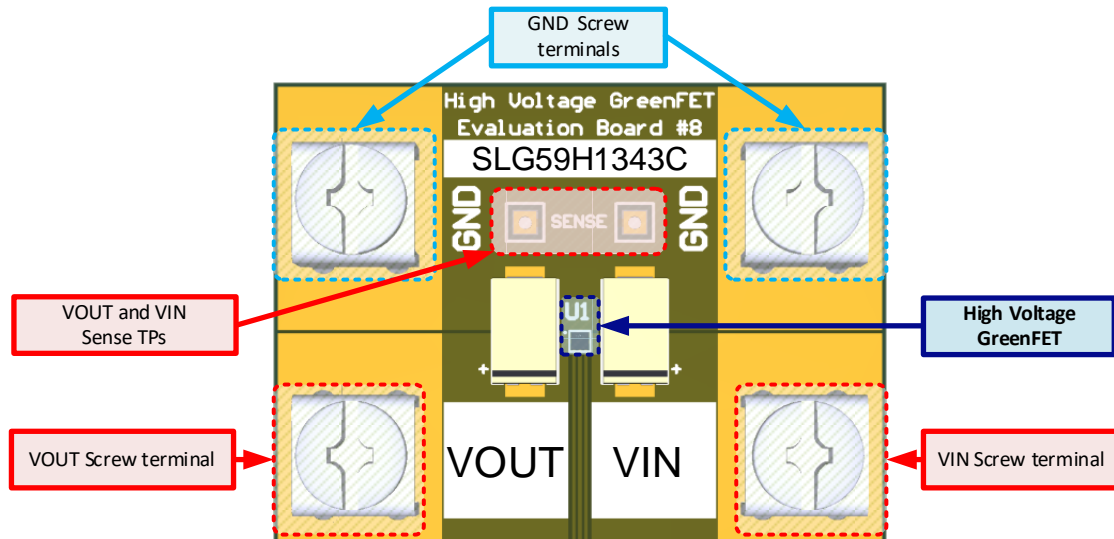 GND Screw
terminals
High Voltage GreenFET
Evaluation Board #8
SLG59H1343C
GND
SENSE
GND
VOUT and VIN
Sense TPs
U1
High Voltage
GreenFET
+
+
VOUT Screw terminal
VOUT
VIN
VIN Screw terminal